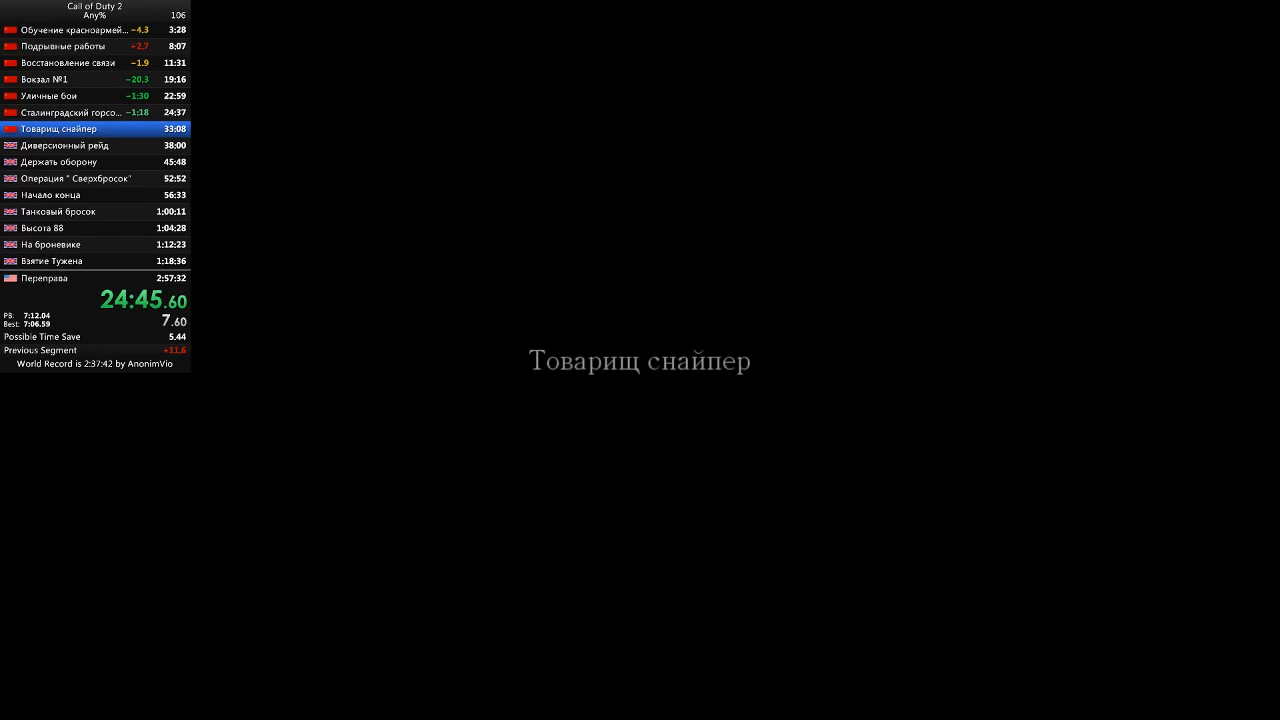 Call of Duty 2
Any% 106
Обучение красноармей... −4.3 3:28
Подрывные работы +2.7 8:07
Восстановление связи −1.9 11:31
Вокзал №1 −20.3 19:16
Уличные бои −1:30 22:59
Сталинградский горсо... −1:18 24:37
Товарищ снайпер 33:08
Диверсионный рейд 38:00
Держать оборону 45:48
Операция " Сверхбросок" 52:52
Начало конца 56:33
Танковый бросок 1:00:11
Высота 88 1:04:28
На броневике 1:12:23
Взятие Тужена 1:18:36
Переправа 2:57:32
24:45.60
PB: 7:12.04
Best: 7:06.59
7.60
Possible Time Save 5.44
Previous Segment +11.6
World Record is 2:37:42 by AnonimVio
Товарищ снайпер